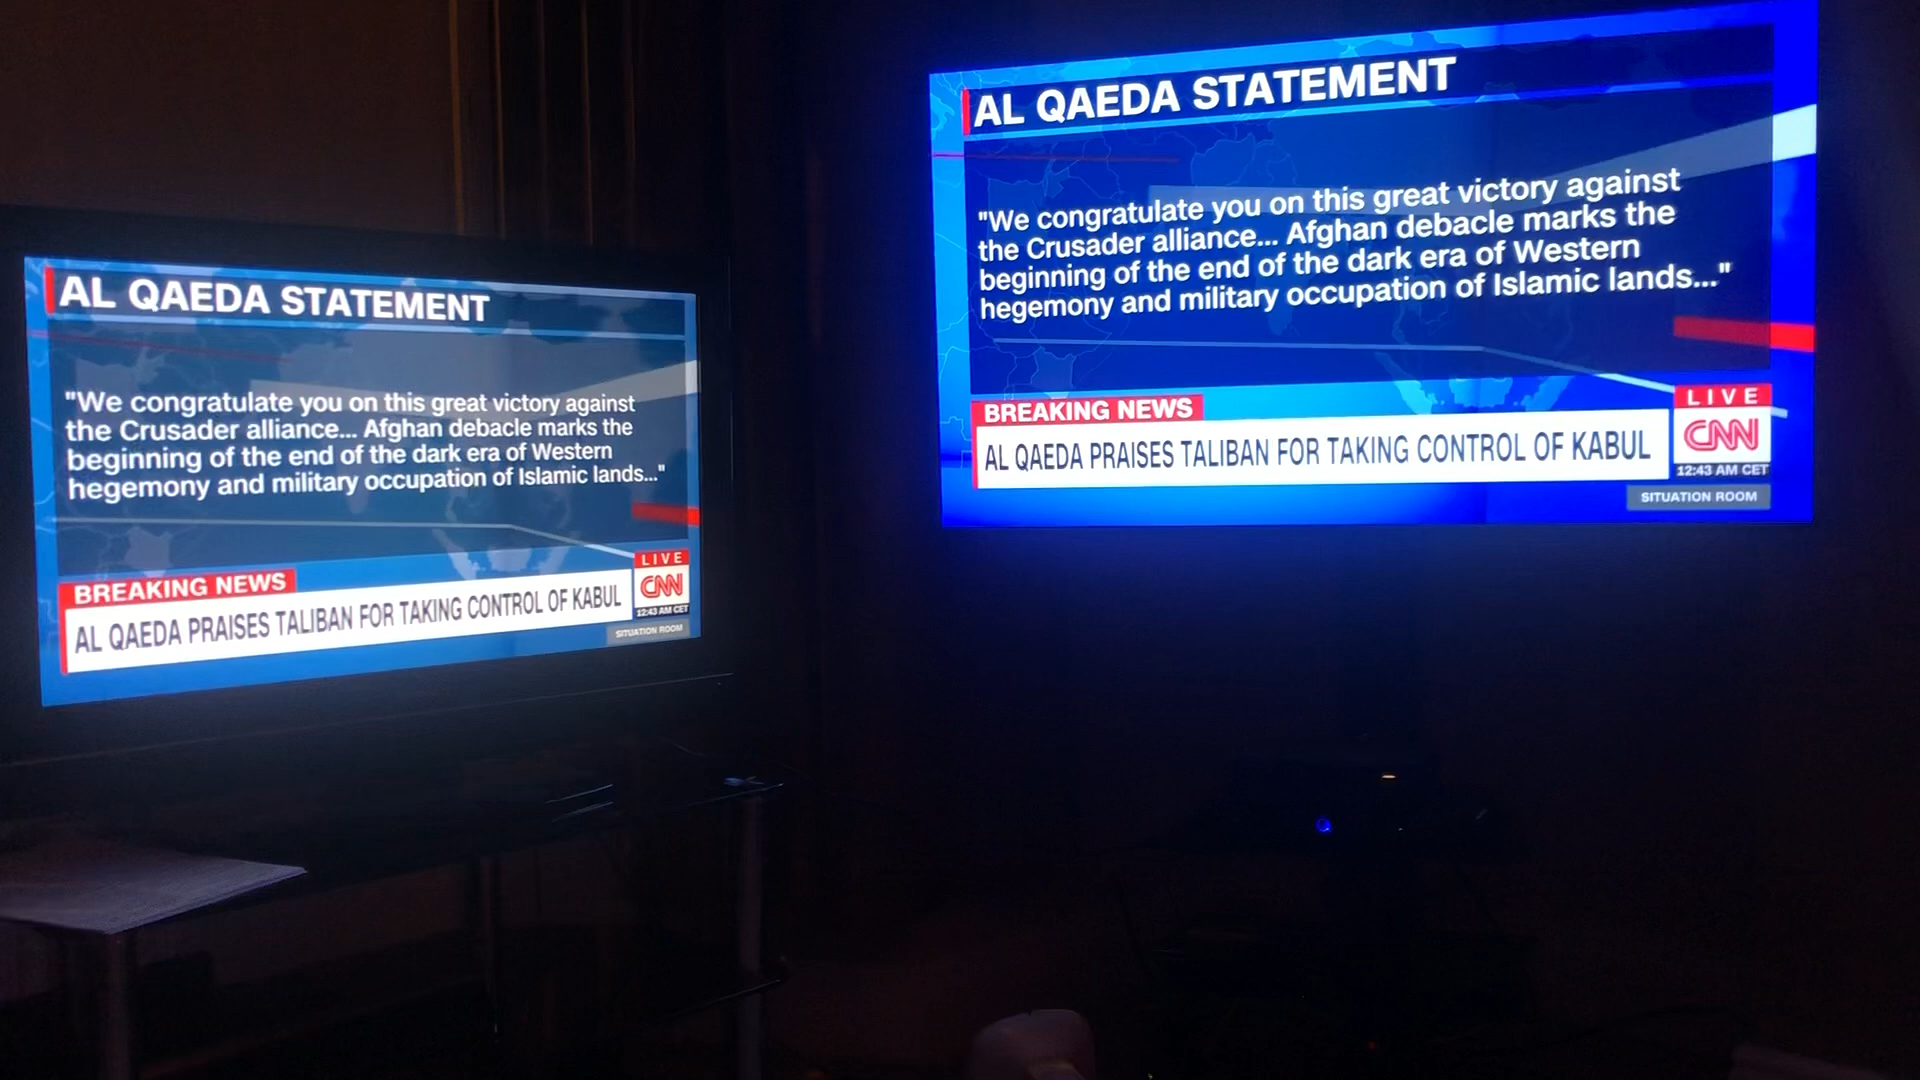 AL QAEDA STATEMENT
"We congratulate you on this great victory against
the Crusader alliance... Afghan debacle marks the
beginning of the end of the dark era of Western
hegemony and military occupation of Islamic lands..."
BREAKING NEWS
AL QAEDA PRAISES TALIBAN FOR TAKING CONTROL OF KABUL
LIVE
CNN
12:43 AM CET
SITUATION ROOM
AL QAEDA STATEMENT
"We congratulate you on this great victory against
the Crusader alliance... Afghan debacle marks the
beginning of the end of the dark era of Western
hegemony and military occupation of Islamic lands..."
BREAKING NEWS
AL QAEDA PRAISES TALIBAN FOR TAKING CONTROL OF KABUL
LIVE
CNN
12:43 AM CET
SITUATION ROOM